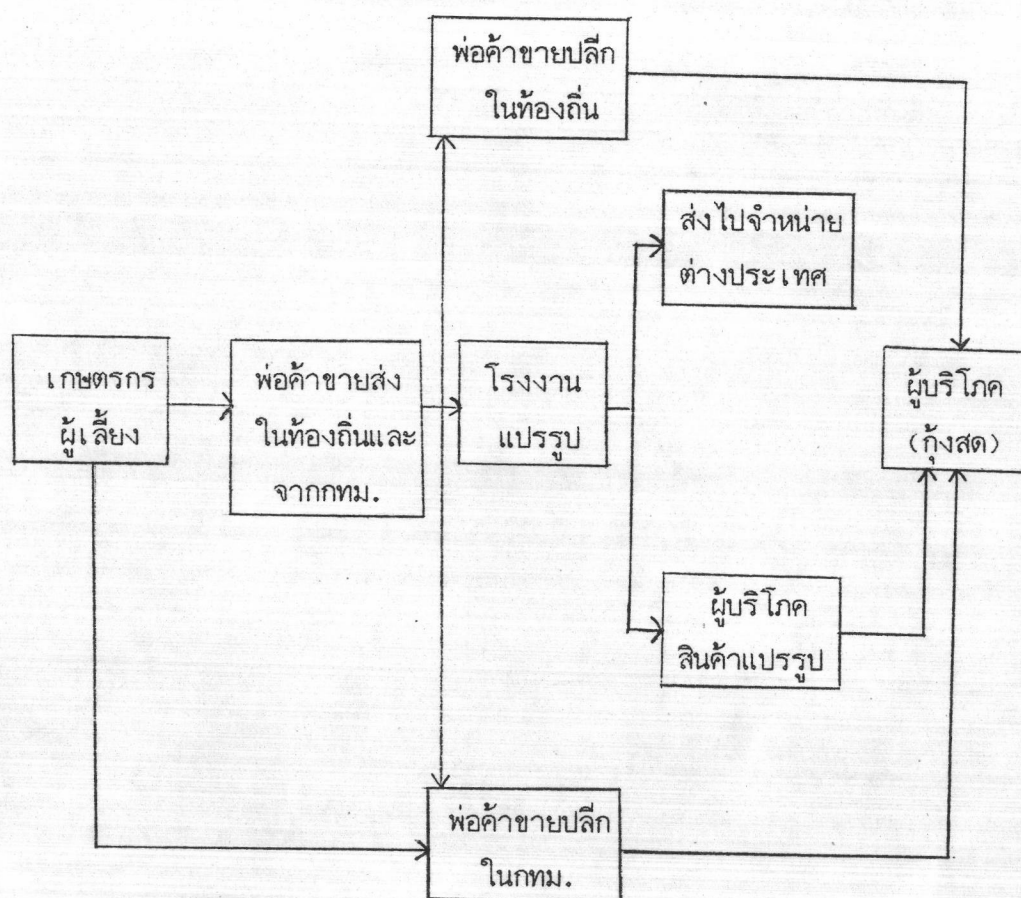 พ่อค้าขายปลีก
ในท้องถิ่น
ส่งไปจำหน่าย
ต่างประเทศ
เกษตรกร
ผู้เลี้ยง
พ่อค้าขายส่ง
ในท้องถิ่นและ
จากกทม.
โรงงาน
แปรรูป
ผู้บริโภค
(กุ้งสด)
ผู้บริโภค
สินค้าแปรรูป
พ่อค้าขายปลีก
ในกทม.